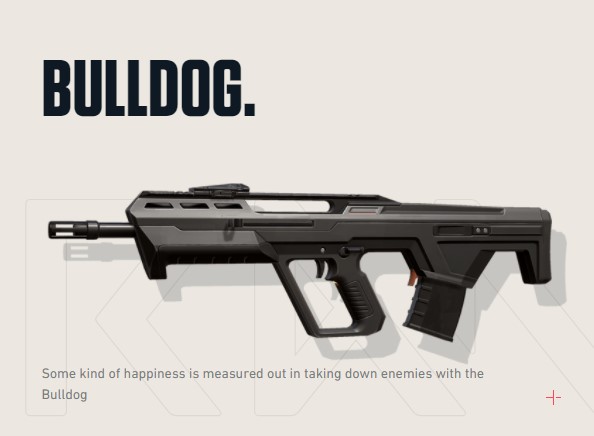 BULLDOG.
Some kind of happiness is measured out in taking down enemies with the
Bulldog